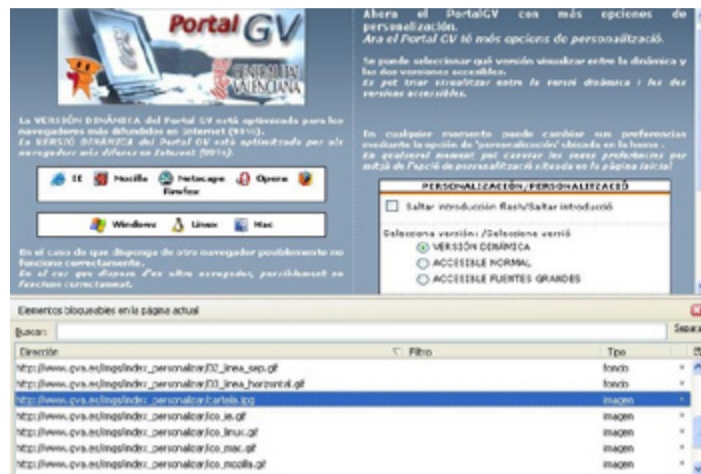 Portal GV
GENERALITAT
VALENCIANA
La VERSIÓN DINÁMICA del Portal GV está optimizada para los
navegadores más difundidos en Internet (99%).
La VERSIÓ DINÀMICA del Portal GV està optimitzada per als
navegadors més difusos en Internet (99%).
IE Mozilla Netscape Opera
Firefox
Windows Linux Mac
En el caso de que disponga de otro navegador posiblemente no
funcione correctamente.
En el cas que dispose d'un altre navegador, possiblement no
funcione correctament.
Ahora el PortalGV con más opciones de
personalización.
Ara el Portal GV té més opcions de personalització.
Se puede seleccionar qué versión visualizar entre la dinámica y
las dos versiones accesibles.
Es pot triar visualitzar entre la versió dinàmica i les dos
versions accessibles.
En cualquier momento puede cambiar sus preferencias
mediante la opción de 'personalización' ubicada en la home .
En qualsevol moment pot canviar les seues preferències per
mitjà de l'opció de personalització situada en la pàgina inicial
PERSONALIZACIÓN/PERSONALITZACIÓ
Saltar introducción flash/Saltar introducció
Selecciona versión: /Selecciona versió
VERSIÓN DINÁMICA
ACCESIBLE NORMAL
ACCESIBLE FUENTES GRANDES
Elementos bloqueables en la página actual
Buscar: Separa
Dirección Filtro Tipo
http://www.gva.es/imgs/index_personalizar/02_linea_sep.gif fondo
http://www.gva.es/imgs/index_personalizar/03_linea_horizontal.gif fondo
http://www.gva.es/imgs/index_personalizar/cartela.jpg imagen
http://www.gva.es/imgs/index_personalizar/ico_ie.gif imagen
http://www.gva.es/imgs/index_personalizar/ico_linux.gif imagen
http://www.gva.es/imgs/index_personalizar/ico_mac.gif imagen
http://www.gva.es/imgs/index_personalizar/ico_mozilla.gif imagen